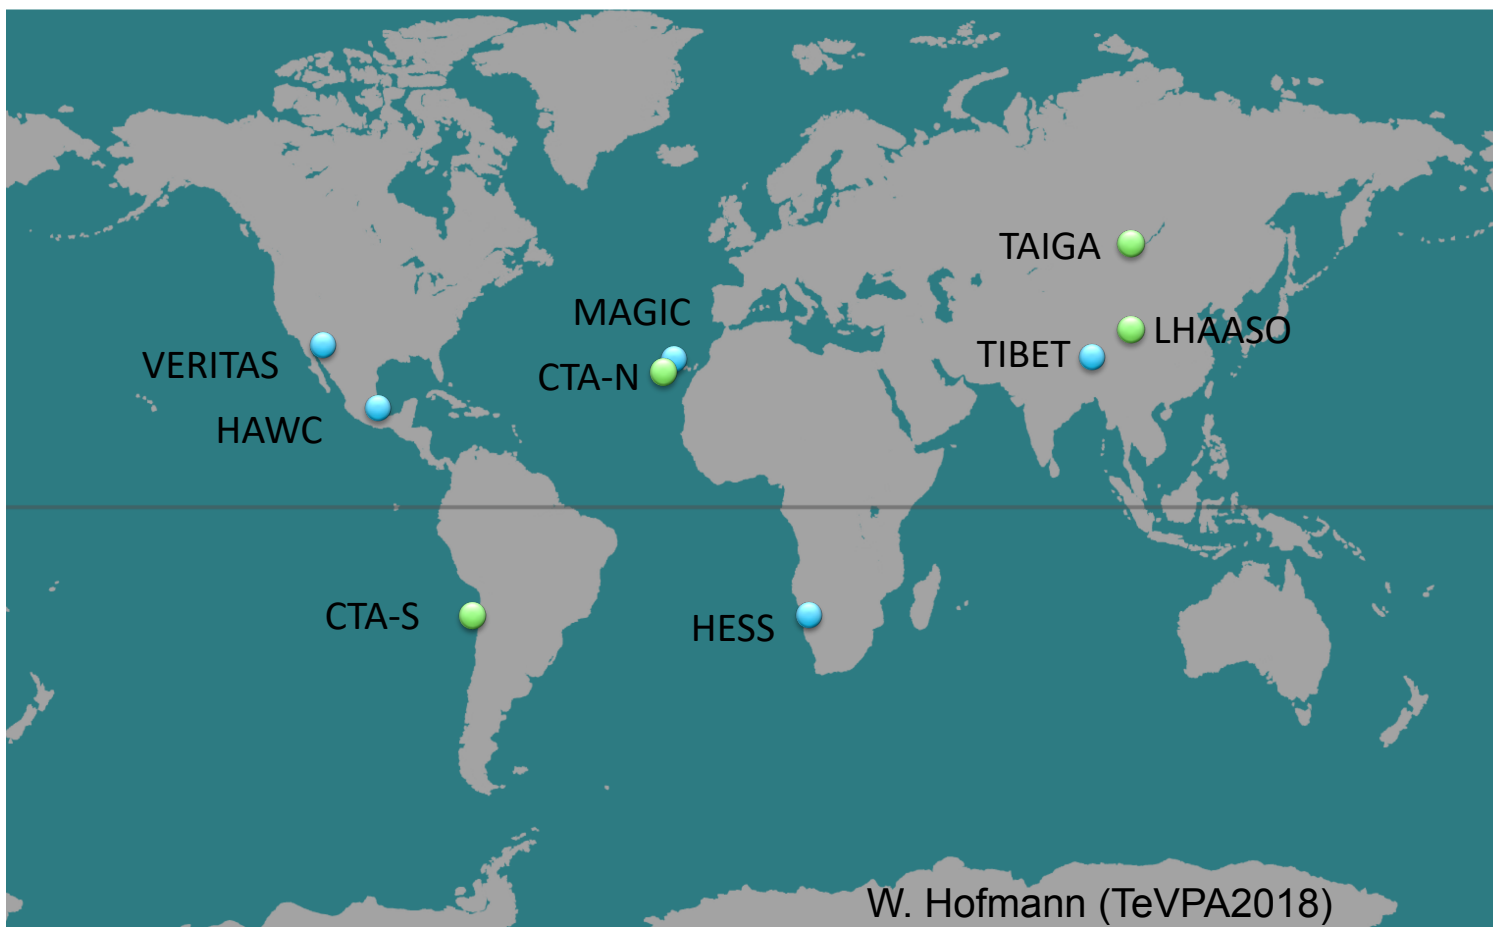 TAIGA
MAGIC
LHAASO
VERITAS
TIBET
CTA-N
HAWC
CTA-S
HESS
W. Hofmann (TeVPA2018)